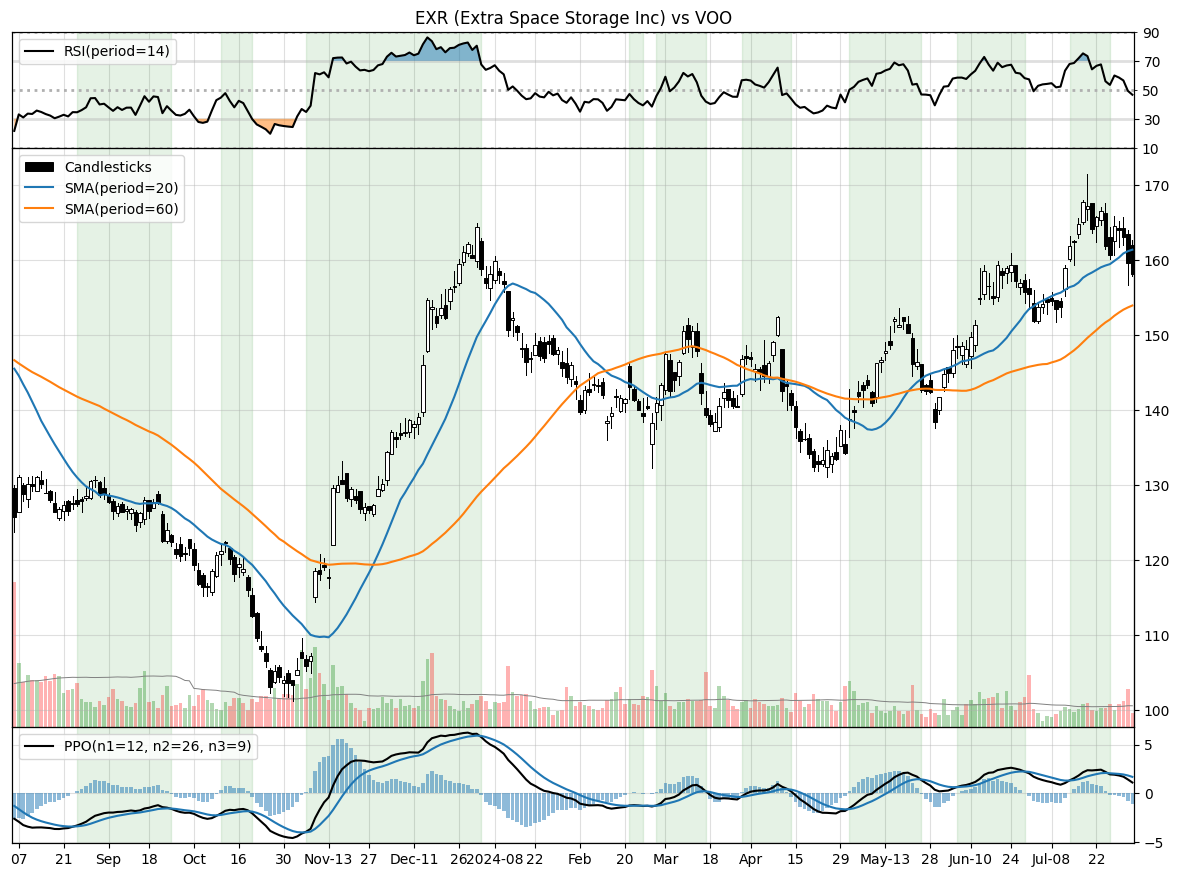 EXR (Extra Space Storage Inc) vs VOO
RSI(period=14)
90
70
50
30
10
Candlesticks
SMA(period=20)
SMA(period=60)
170
160
150
140
130
120
110
100
PPO(n1=12, n2=26, n3=9)
5
0
−5
07 21 Sep 18 Oct 16 30 Nov-13 27 Dec-11 26 2024-08 22 Feb 20 Mar 18 Apr 15 29 May-13 28 Jun-10 24 Jul-08 22